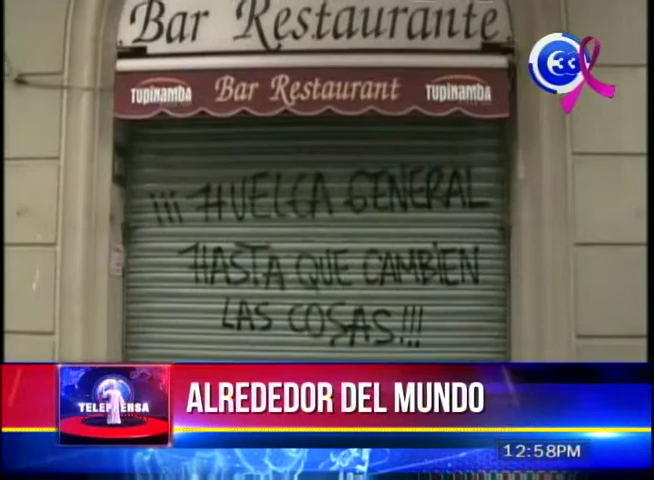 Bar Restaurante
33
TUPINAMBA Bar Restaurant TUPINAMBA
¡¡¡ HUELGA GENERAL
HASTA QUE CAMBIEN
LAS COSAS!!!
TELEPRENSA
ALREDEDOR DEL MUNDO
12:58PM